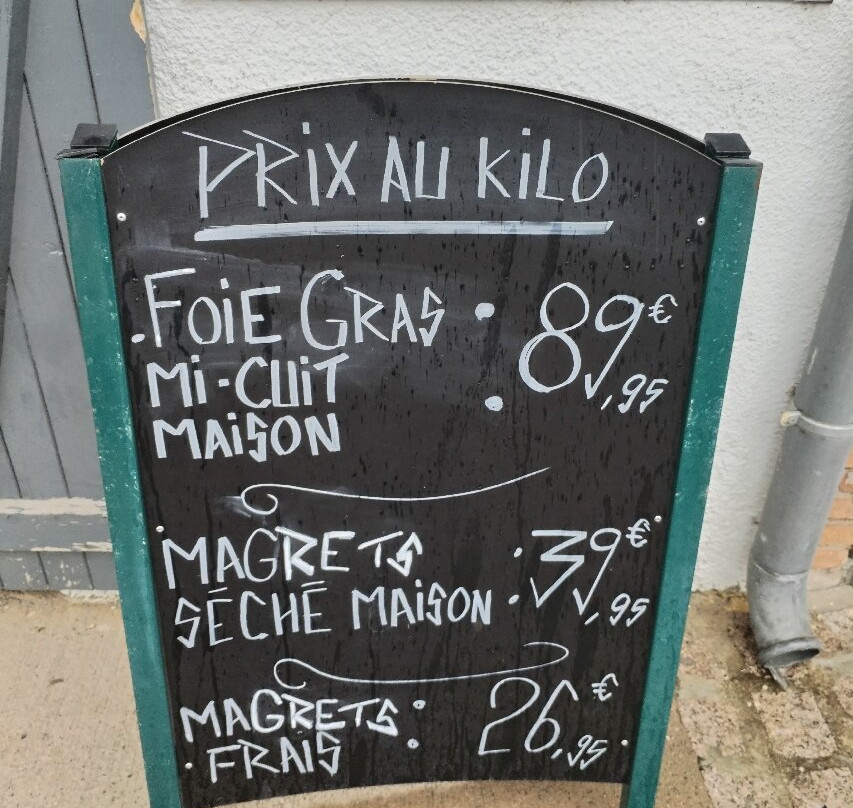 PRIX AU KILO
FOIE GRAS : 89€,95
MI-CUIT
MAISON
MAGRETS : 39€,95
SÉCHÉ MAISON
MAGRETS : 26€,95
FRAIS